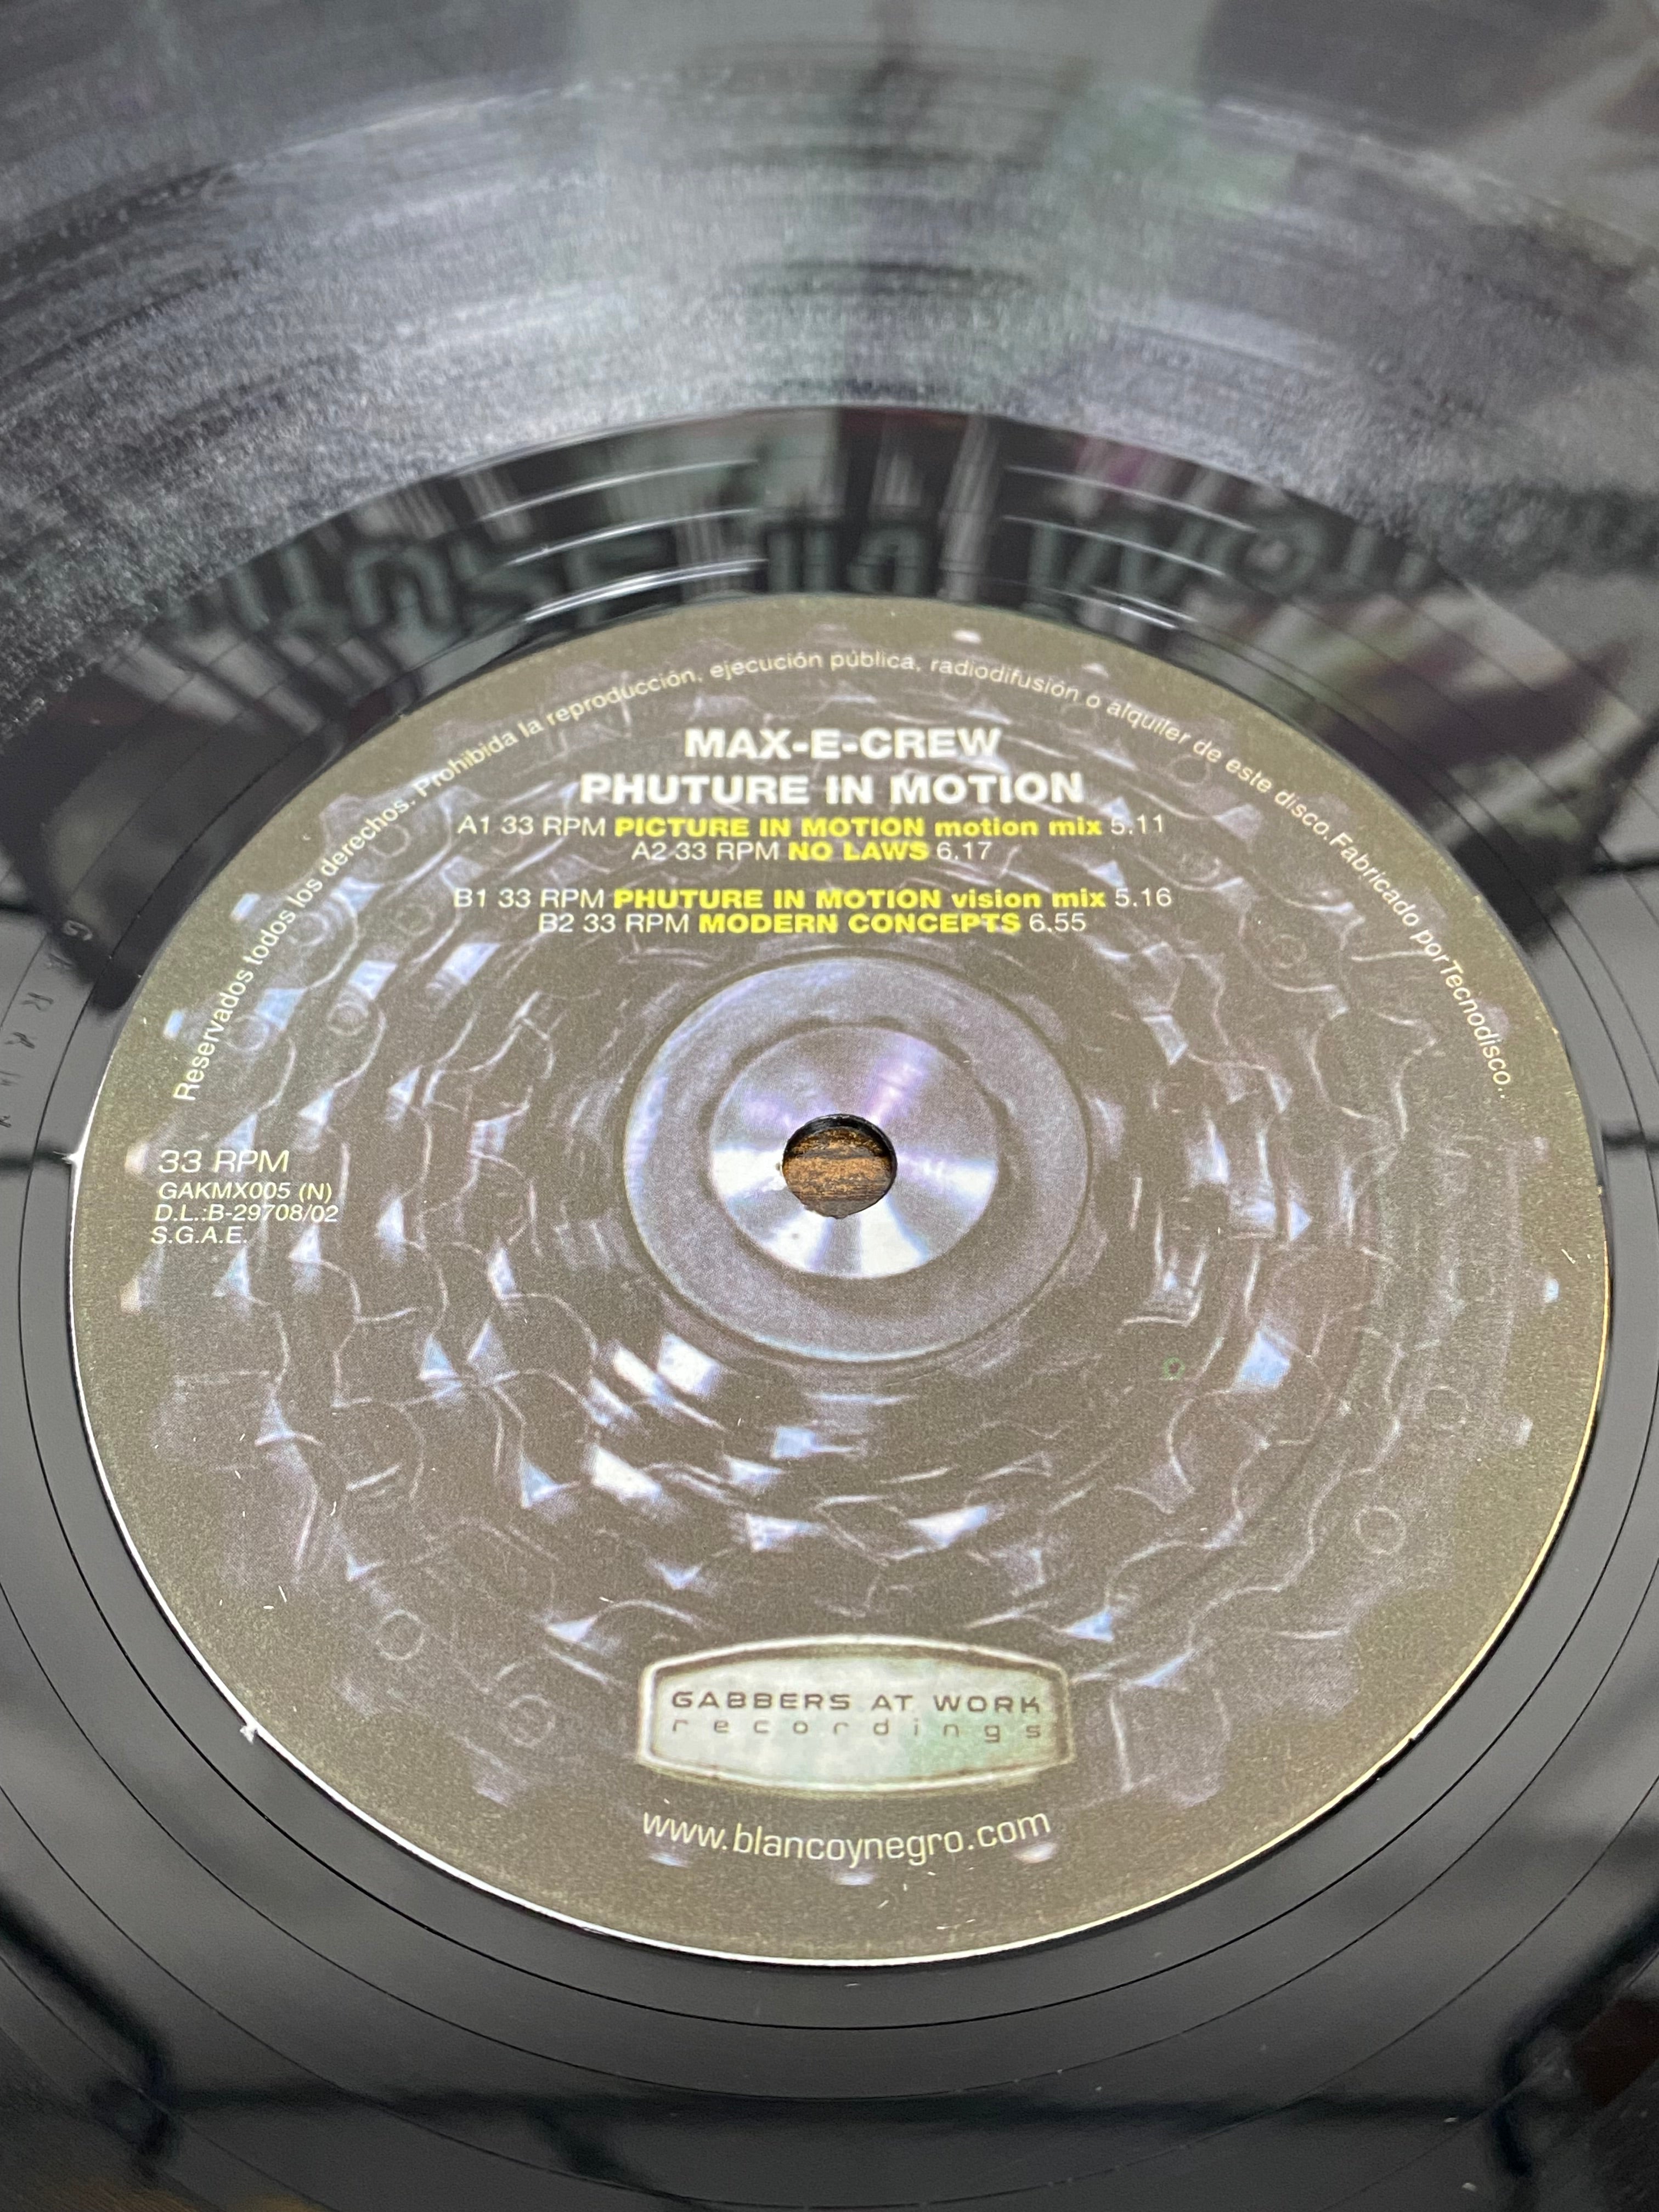 Reservados todos los derechos. Prohibida la reproducción, ejecución pública, radiodifusión o alquiler de este disco. Fabricado por Tecnodisco.
MAX-E-CREW
PHUTURE IN MOTION
A1 33 RPM PICTURE IN MOTION motion mix 5.11
A2 33 RPM NO LAWS 6.17
B1 33 RPM PHUTURE IN MOTION vision mix 5.16
B2 33 RPM MODERN CONCEPTS 6.55
33 RPM
GAKMX005 (N)
D.L.:B-29708/02
S.G.A.E.
GABBERS AT WORK
recordings
www.blancoynegro.com